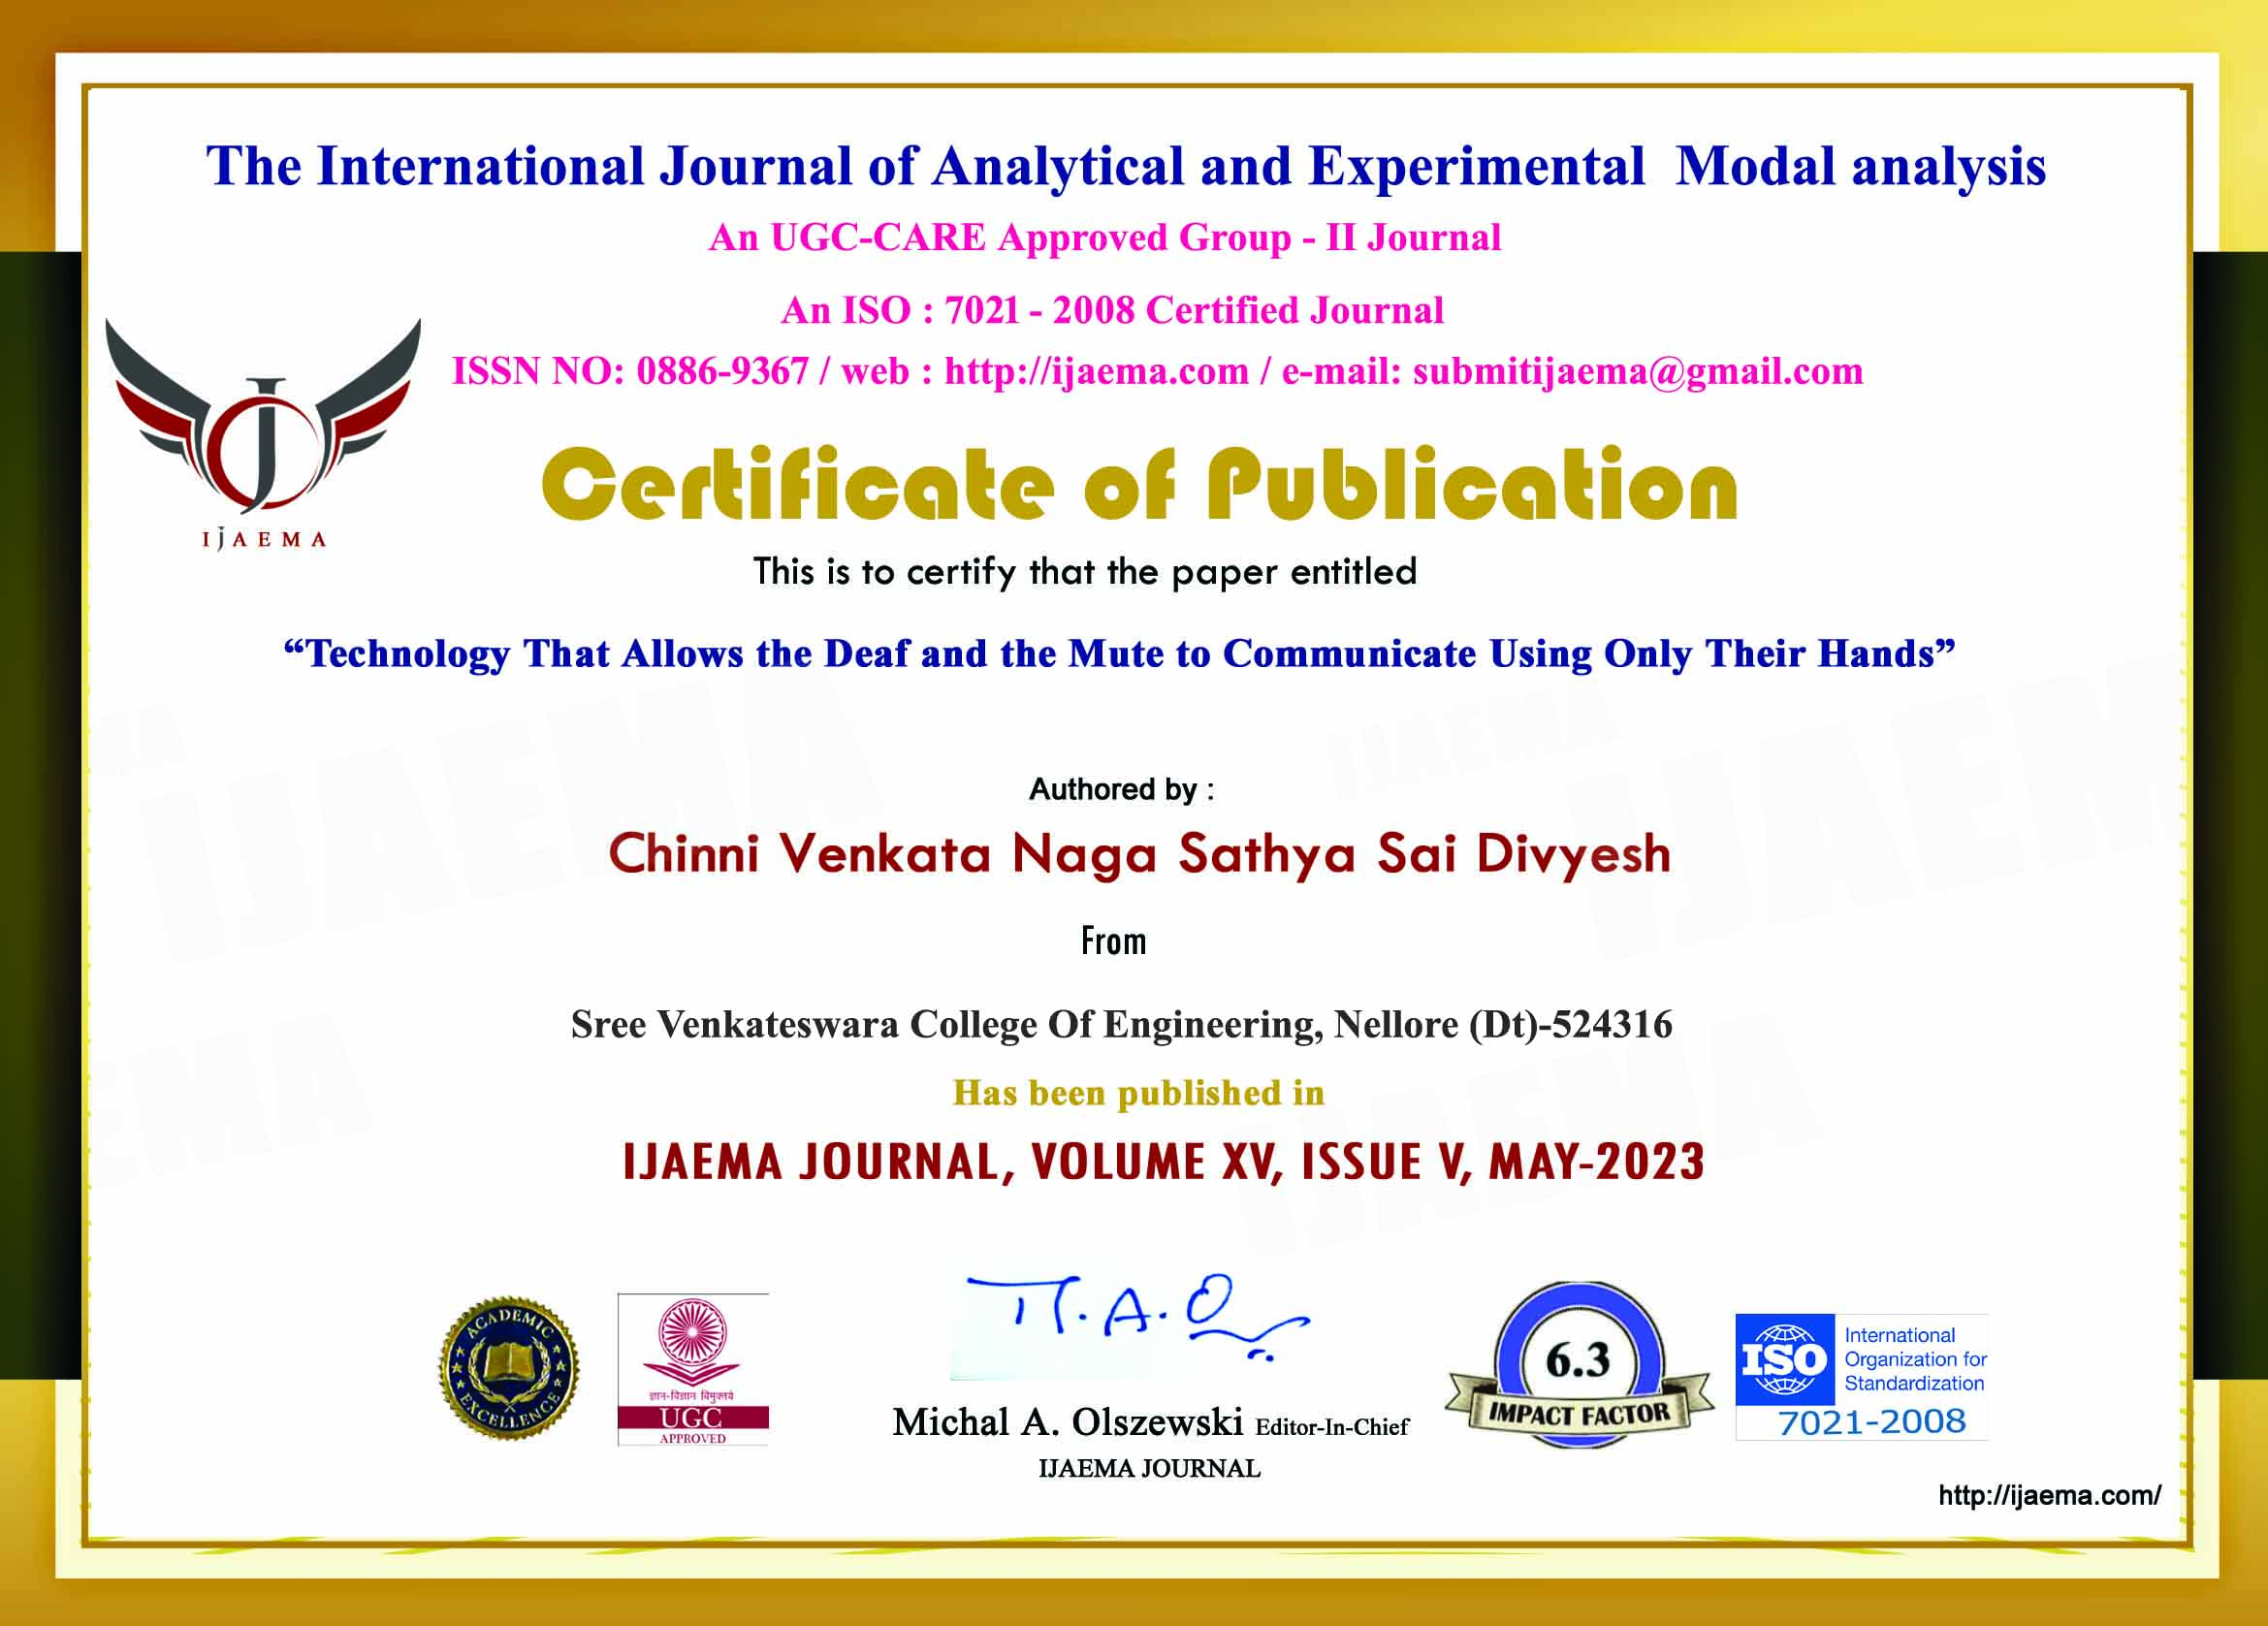 The International Journal of Analytical and Experimental Modal analysis
An UGC-CARE Approved Group - II Journal
An ISO : 7021 - 2008 Certified Journal
ISSN NO: 0886-9367 / web : http://ijaema.com / e-mail: submitijaema@gmail.com
IJAEMA
Certificate of Publication
This is to certify that the paper entitled
“Technology That Allows the Deaf and the Mute to Communicate Using Only Their Hands”
Authored by :
Chinni Venkata Naga Sathya Sai Divyesh
From
Sree Venkateswara College Of Engineering, Nellore (Dt)-524316
Has been published in
IJAEMA JOURNAL, VOLUME XV, ISSUE V, MAY-2023
ACADEMIC
EXCELLENCE
ज्ञान-विज्ञान विमुक्तये
UGC
APPROVED
M.A.O
Michal A. Olszewski Editor-In-Chief
IJAEMA JOURNAL
6.3
IMPACT FACTOR
ISO
International
Organization for
Standardization
7021-2008
http://ijaema.com/
IJAEMA
IJAEMA
IJAEMA